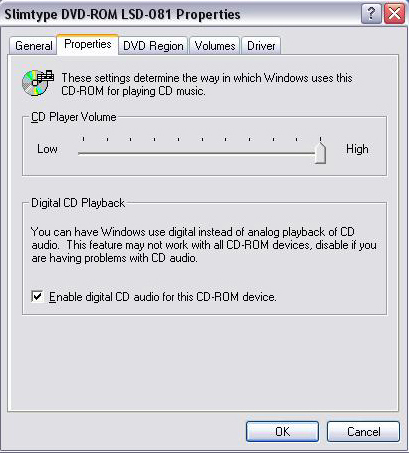 Slimtype DVD-ROM LSD-081 Properties
General Properties DVD Region Volumes Driver
These settings determine the way in which Windows uses this
CD-ROM for playing CD music.
CD Player Volume
Low High
Digital CD Playback
You can have Windows use digital instead of analog playback of CD
audio. This feature may not work with all CD-ROM devices, disable if you
are having problems with CD audio.
Enable digital CD audio for this CD-ROM device.
OK Cancel